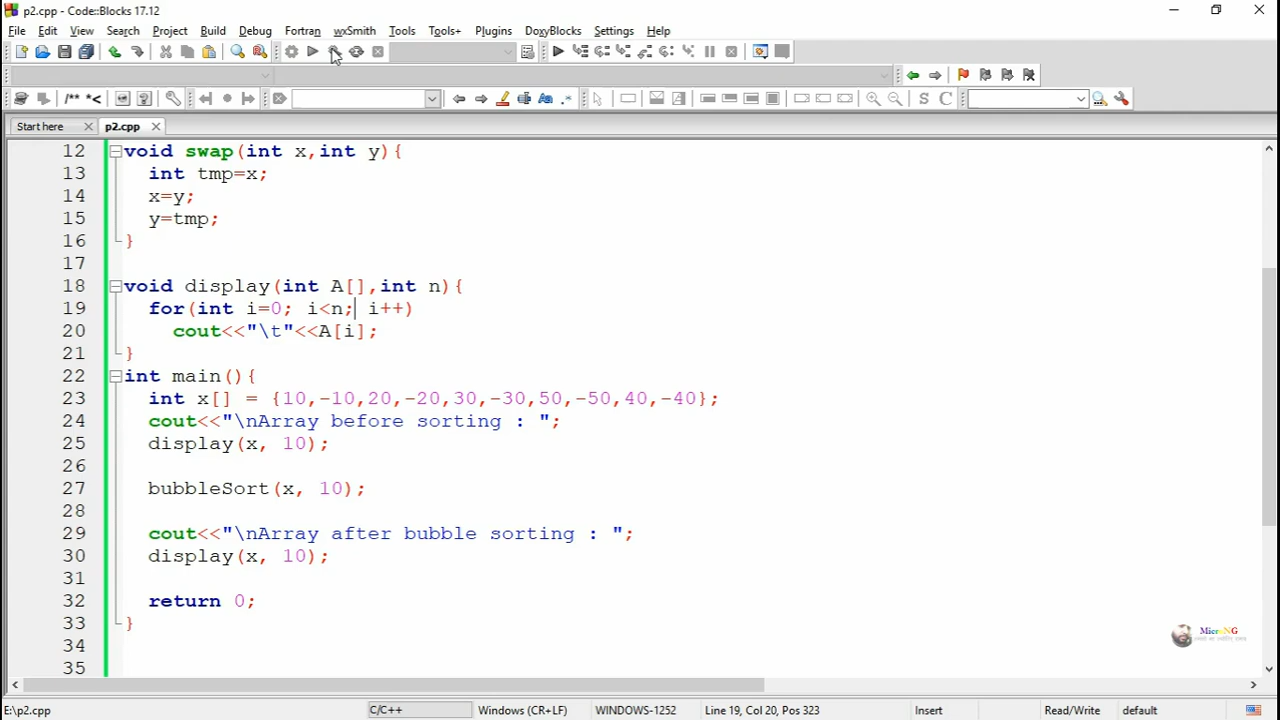 p2.cpp - Code::Blocks 17.12
File Edit View Search Project Build Debug Fortran wxSmith Tools Tools+ Plugins DoxyBlocks Settings Help
/** *<
S C
Start here p2.cpp
12 void swap(int x,int y){
13 int tmp=x;
14 x=y;
15 y=tmp;
16 }
17
18 void display(int A[],int n){
19 for(int i=0; i<n; i++)
20 cout<<"\t"<<A[i];
21 }
22 int main(){
23 int x[] = {10,-10,20,-20,30,-30,50,-50,40,-40};
24 cout<<"\nArray before sorting : ";
25 display(x, 10);
26
27 bubbleSort(x, 10);
28
29 cout<<"\nArray after bubble sorting : ";
30 display(x, 10);
31
32 return 0;
33 }
34
35
MicroNG
E:\p2.cpp C/C++ Windows (CR+LF) WINDOWS-1252 Line 19, Col 20, Pos 323 Insert Read/Write default